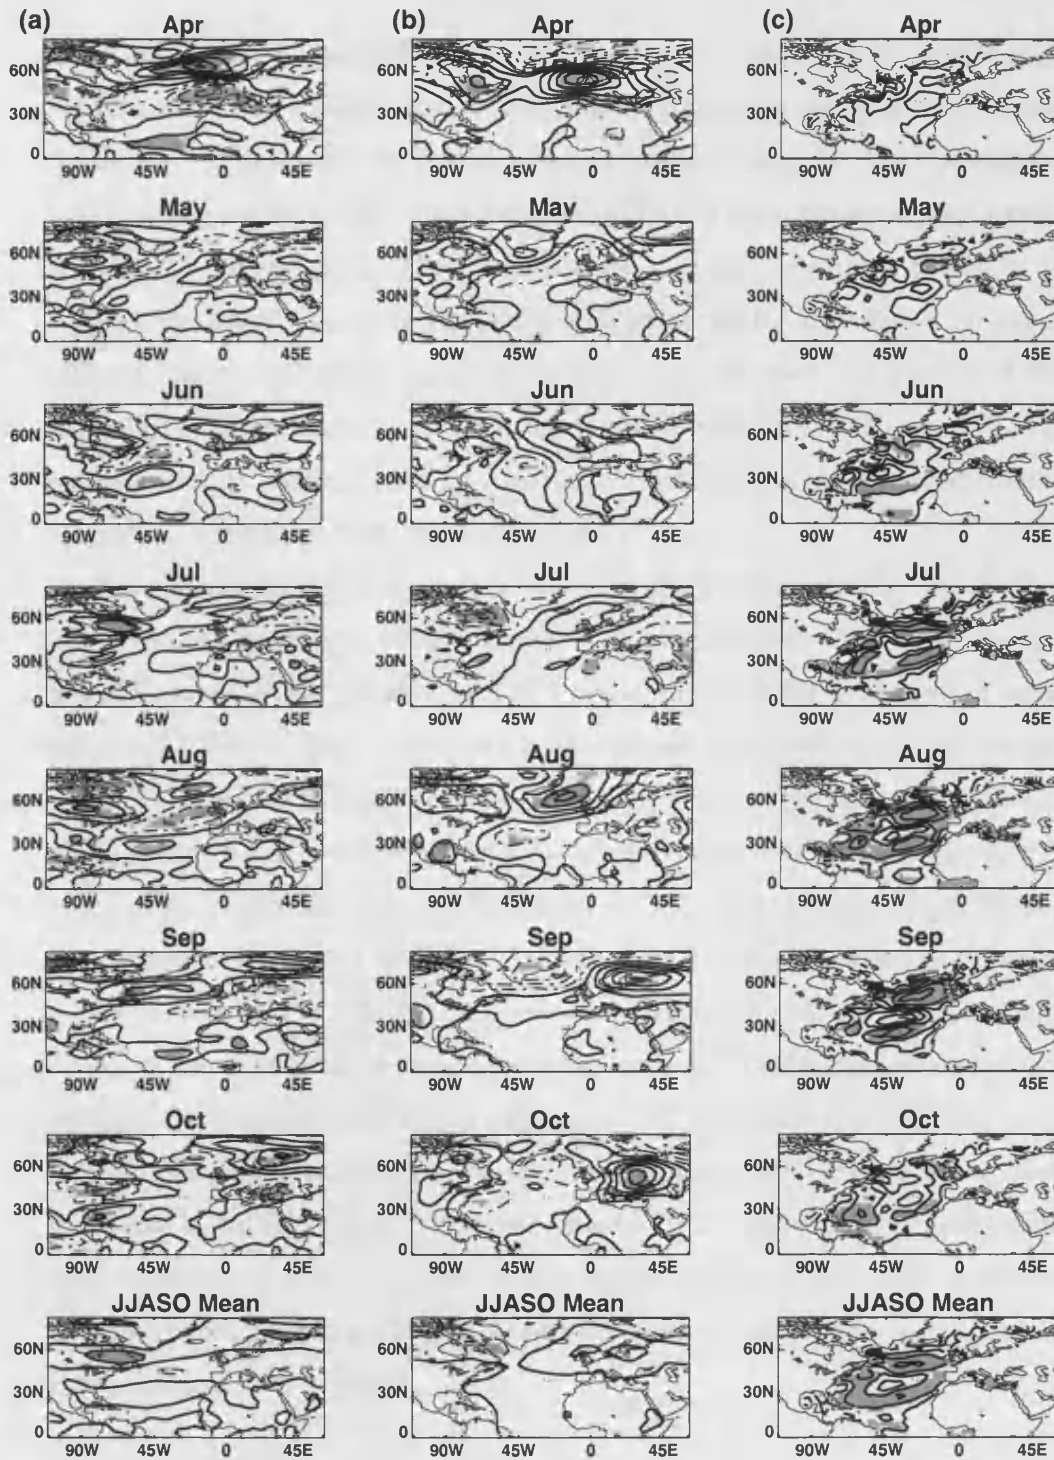 (a) Apr (b) Apr (c) Apr
60N 60N 60N
30N 30N 30N
0 0 0
90W 45W 0 45E 90W 45W 0 45E 90W 45W 0 45E
May May May
60N 60N 60N
30N 30N 30N
0 0 0
90W 45W 0 45E 90W 45W 0 45E 90W 45W 0 45E
Jun Jun Jun
60N 60N 60N
30N 30N 30N
0 0 0
90W 45W 0 45E 90W 45W 0 45E 90W 45W 0 45E
Jul Jul Jul
60N 60N 60N
30N 30N 30N
0 0 0
90W 45W 0 45E 90W 45W 0 45E 90W 45W 0 45E
Aug Aug Aug
60N 60N 60N
30N 30N 30N
0 0 0
90W 45W 0 45E 90W 45W 0 45E 90W 45W 0 45E
Sep Sep Sep
60N 60N 60N
30N 30N 30N
0 0 0
90W 45W 0 45E 90W 45W 0 45E 90W 45W 0 45E
Oct Oct Oct
60N 60N 60N
30N 30N 30N
0 0 0
90W 45W 0 45E 90W 45W 0 45E 90W 45W 0 45E
JJASO Mean JJASO Mean JJASO Mean
60N 60N 60N
30N 30N 30N
0 0 0
90W 45W 0 45E 90W 45W 0 45E 90W 45W 0 45E